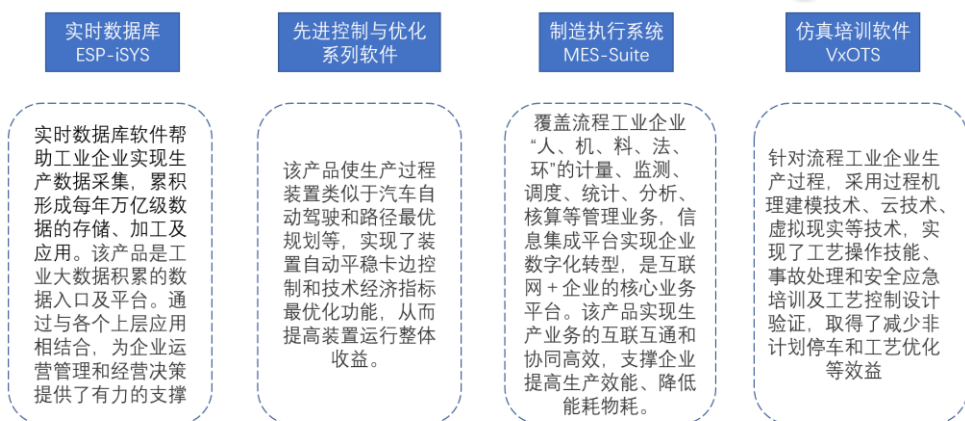 实时数据库
ESP-iSYS
先进控制与优化
系列软件
制造执行系统
MES-Suite
仿真培训软件
VxOTS
实时数据库软件帮
助工业企业实现生
产数据采集，累积
形成每年万亿级数
据的存储、加工及
应用。该产品是工
业大数据积累的数
据入口及平台。通
过与各个上层应用
相结合，为企业运
营管理和经营决策
提供了有力的支撑
该产品使生产过程
装置类似于汽车自
动驾驶和路径最优
规划等，实现了装
置自动平稳卡边控
制和技术经济指标
最优化功能，从而
提高装置运行整体
收益。
覆盖流程工业企业
“人、机、料、法、
环”的计量、监测、
调度、统计、分析、
核算等管理业务，信
息集成平台实现企业
数字化转型，是互联
网+企业的核心业务
平台。该产品实现生
产业务的互联互通和
协同高效，支撑企业
提高生产效能、降低
能耗物耗。
针对流程工业企业生
产过程，采用过程机
理建模技术、云技术、
虚拟现实等技术，实
现了工艺操作技能、
事故处理和安全应急
培训及工艺控制设计
验证，取得了减少非
计划停车和工艺优化
等效益